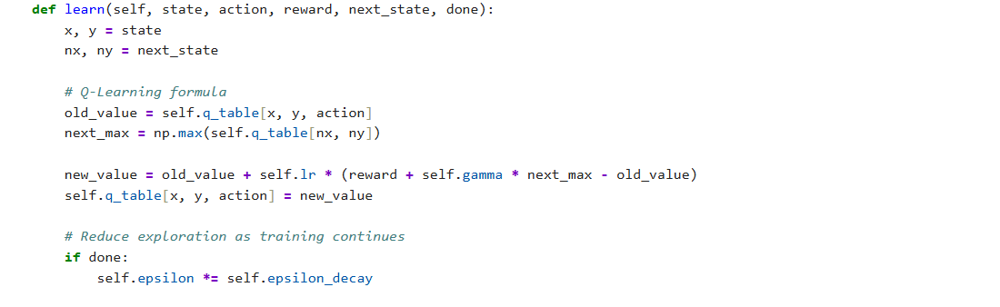 def learn(self, state, action, reward, next_state, done):
    x, y = state
    nx, ny = next_state

    # Q-Learning formula
    old_value = self.q_table[x, y, action]
    next_max = np.max(self.q_table[nx, ny])

    new_value = old_value + self.lr * (reward + self.gamma * next_max - old_value)
    self.q_table[x, y, action] = new_value

    # Reduce exploration as training continues
    if done:
        self.epsilon *= self.epsilon_decay